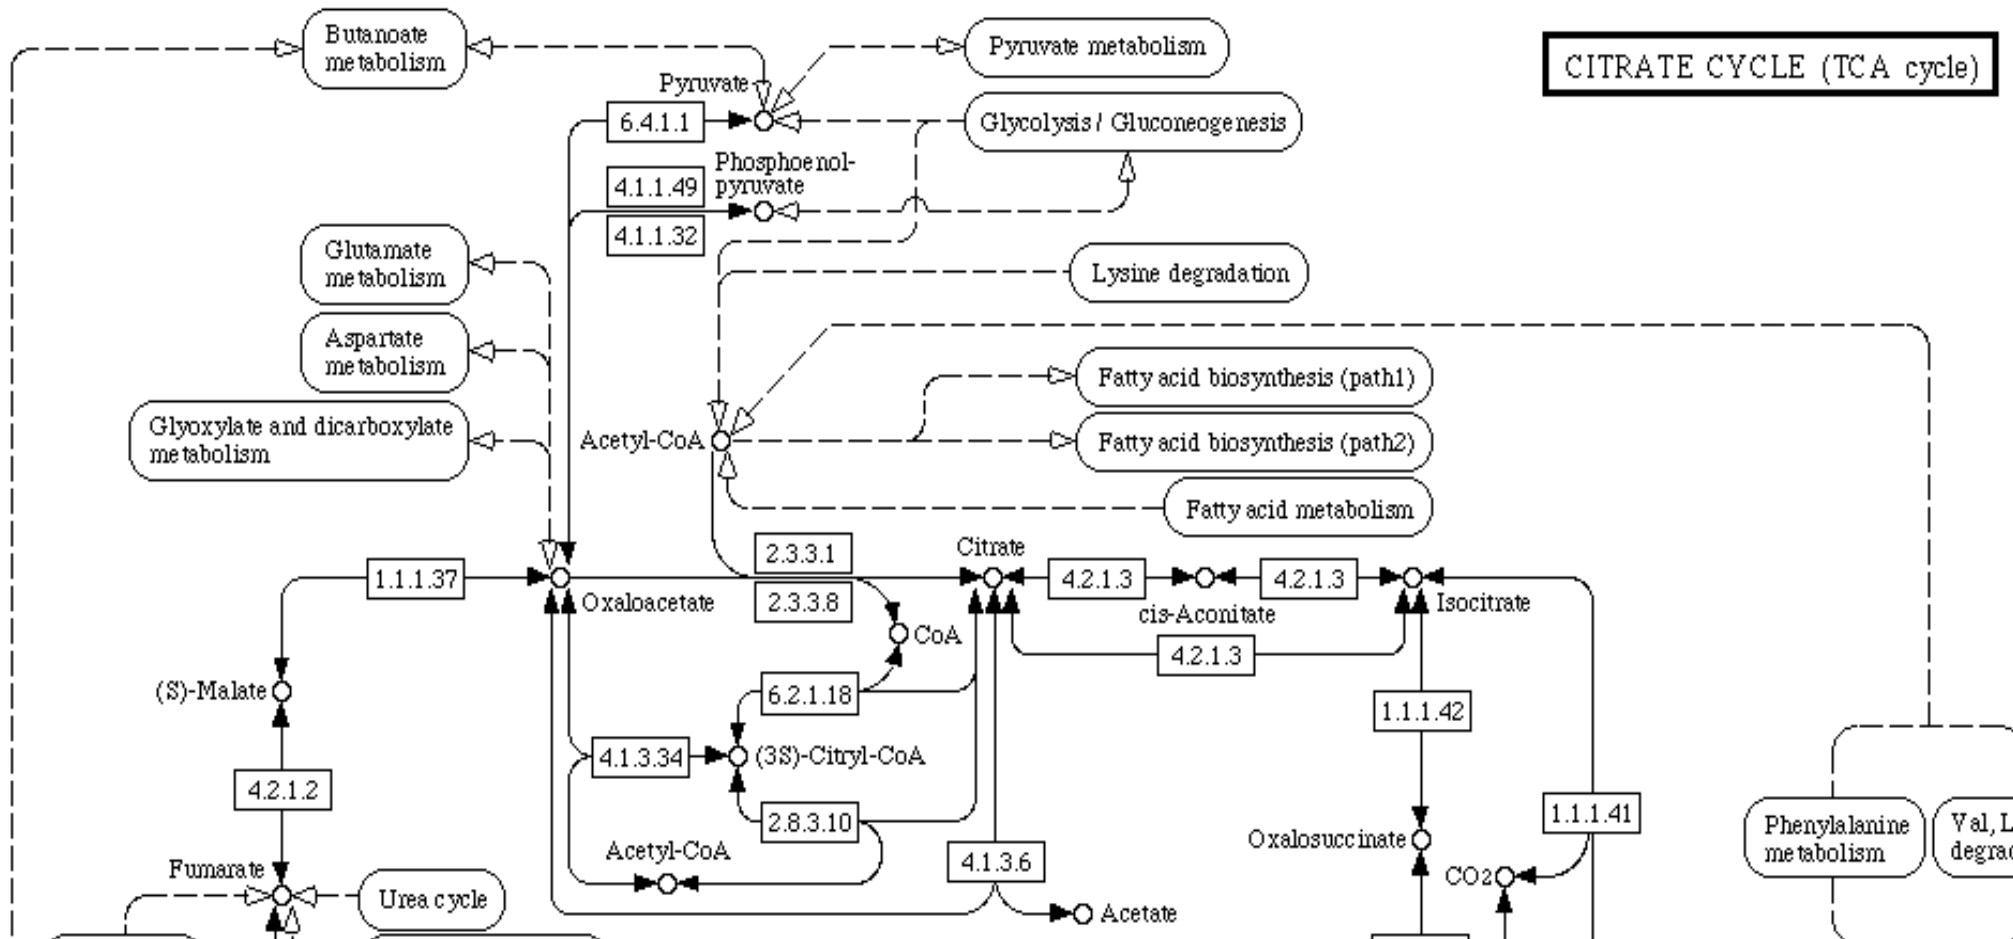 Butanoate
metabolism
Pyruvate metabolism
CITRATE CYCLE (TCA cycle)
Pyruvate
6.4.1.1
Glycolysis / Gluconeogenesis
Phosphoenol-
pyruvate
4.1.1.49
4.1.1.32
Glutamate
metabolism
Lysine degradation
Aspartate
metabolism
Fatty acid biosynthesis (path1)
Glyoxylate and dicarboxylate
metabolism
Acetyl-CoA
Fatty acid biosynthesis (path2)
Fatty acid metabolism
2.3.3.1
Citrate
1.1.1.37
4.2.1.3
4.2.1.3
2.3.3.8
Oxaloacetate
cis-Aconitate
Isocitrate
CoA
4.2.1.3
(S)-Malate
6.2.1.18
1.1.1.42
4.1.3.34
(3S)-Citryl-CoA
4.2.1.2
2.8.3.10
1.1.1.41
Phenylalanine
metabolism
Val, L
degrad
Oxalosuccinate
Acetyl-CoA
4.1.3.6
Fumarate
CO2
Urea cycle
Acetate